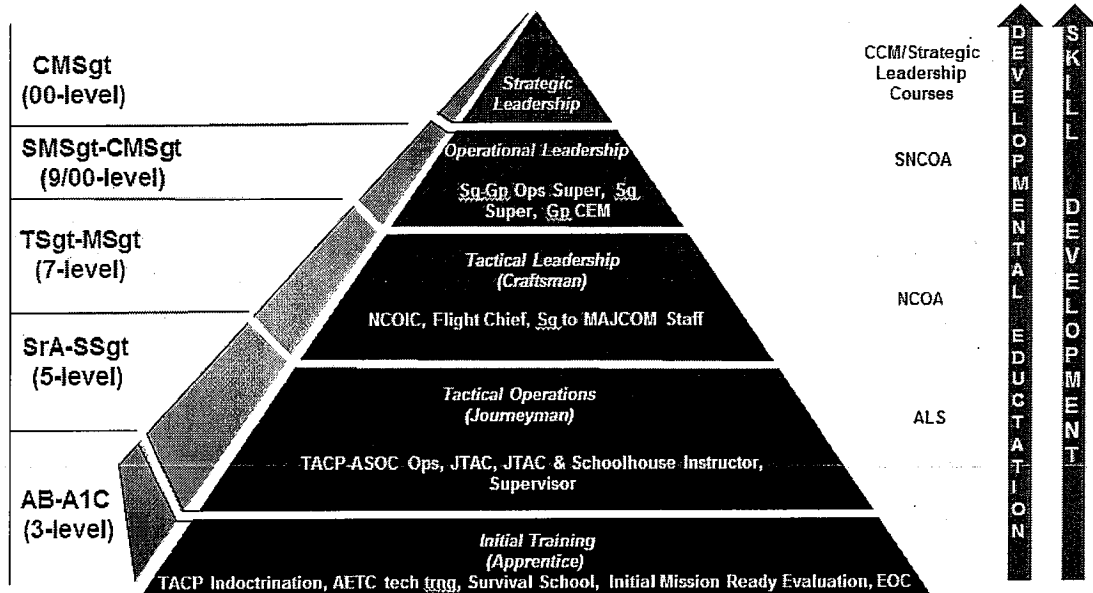 CMSgt
(00-level)
SMSgt-CMSgt
(9/00-level)
TSgt-MSgt
(7-level)
SrA-SSgt
(5-level)
AB-A1C
(3-level)
Strategic
Leadership
Operational Leadership
Sq-Gp Ops Super, Sq
Super, Gp CEM
Tactical Leadership
(Craftsman)
NCOIC, Flight Chief, Sq to MAJCOM Staff
Tactical Operations
(Journeyman)
TACP-ASOC Ops, JTAC, JTAC & Schoolhouse Instructor,
Supervisor
Initial Training
(Apprentice)
TACP Indoctrination, AETC tech trng, Survival School, Initial Mission Ready Evaluation, EOC
CCM/Strategic
Leadership
Courses
SNCOA
NCOA
ALS
DEVELOPMENTAL EDUCTATION
SKILL DEVELOPMENT